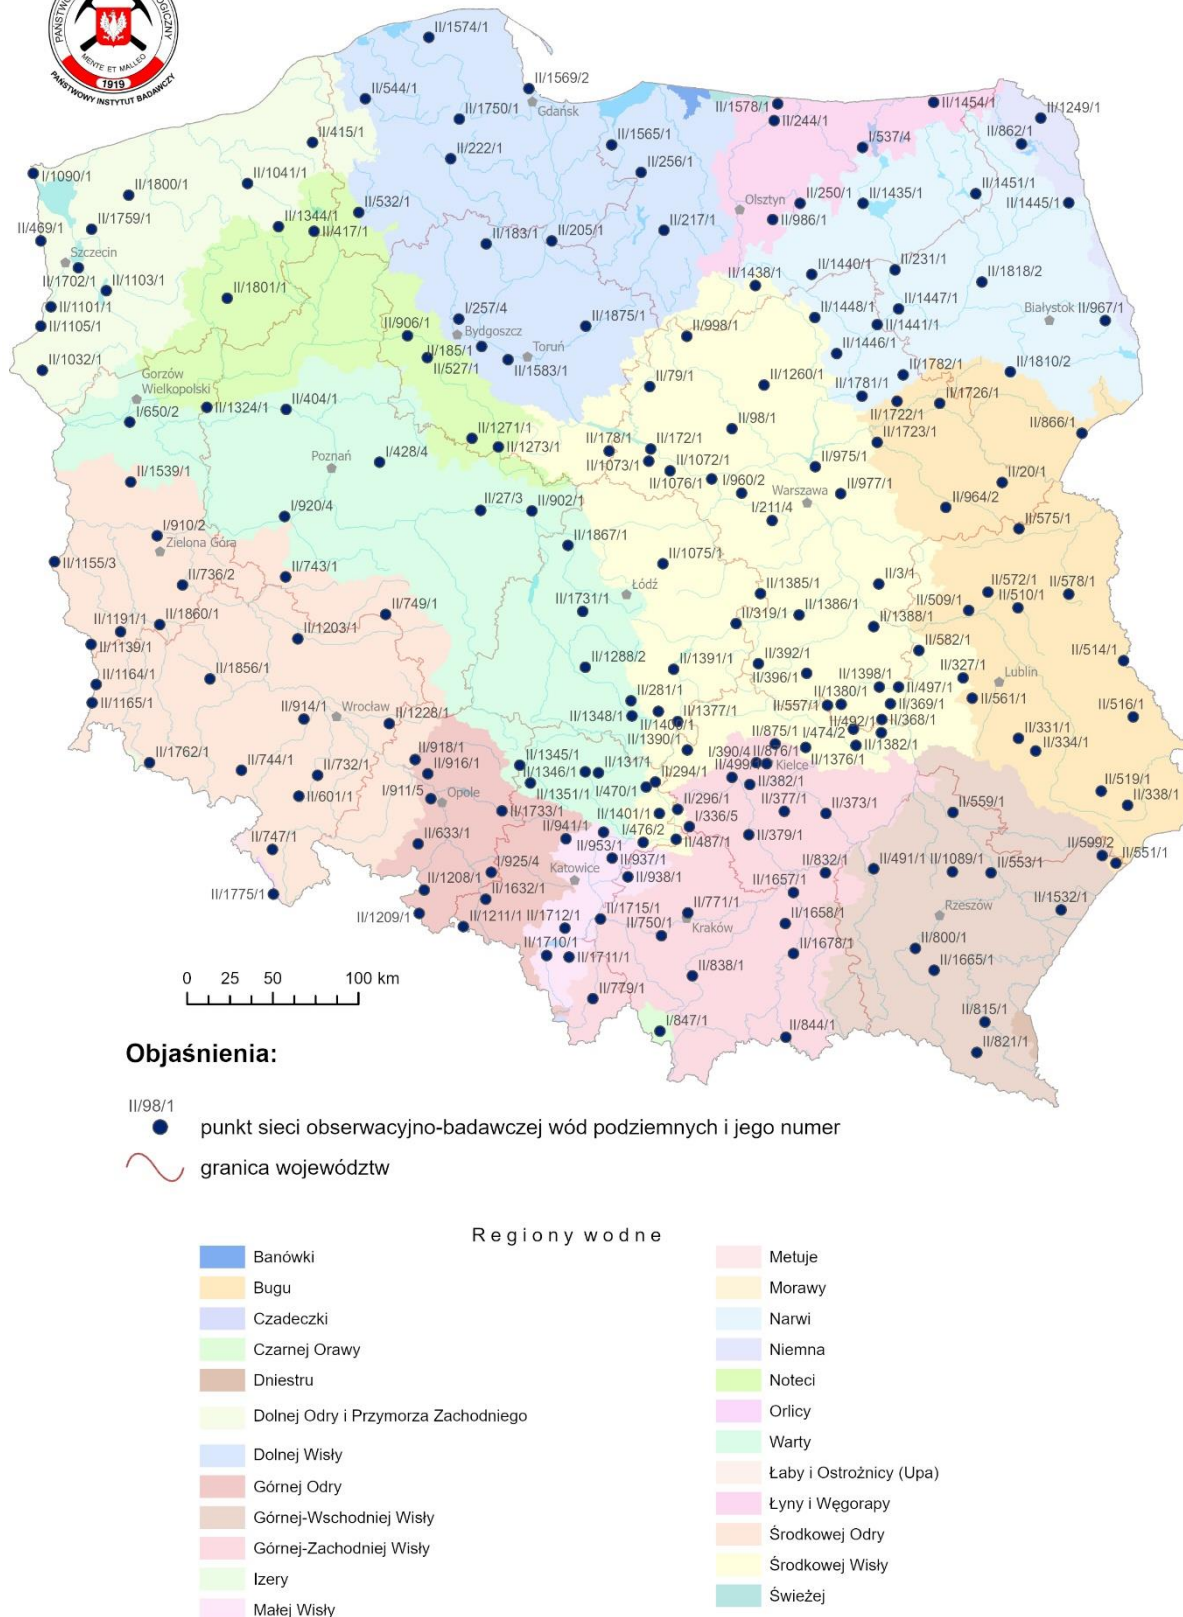 MENTE ET MALLEO
1919
PAŃSTWOWY INSTYTUT BADAWCZY
II/1574/1
II/544/1
II/1569/2
Gdańsk
II/1750/1
II/1578/1
II/1454/1
II/1249/1
II/244/1
II/415/1
II/1565/1
I/537/4
II/862/1
II/222/1
II/256/1
I/1090/1
II/1800/1
II/1041/1
II/250/1
II/1435/1
II/1451/1
Olsztyn
II/1445/1
II/1759/1
II/1344/1
II/532/1
II/986/1
II/469/1
II/417/1
II/183/1
II/205/1
II/217/1
Szczecin
II/1702/1
II/1103/1
II/1438/1
II/1440/1
II/231/1
II/1818/2
II/1801/1
II/1101/1
II/1105/1
I/257/4
Bydgoszcz
II/1875/1
II/998/1
II/1448/1
II/1447/1
II/1441/1
Białystok
II/967/1
II/906/1
II/185/1
II/527/1
Toruń
II/1583/1
II/1446/1
II/1032/1
II/79/1
II/1260/1
II/1782/1
II/1810/2
Gorzów
Wielkopolski
II/1781/1
II/1726/1
I/650/2
II/1324/1
II/404/1
II/1722/1
II/98/1
II/1723/1
II/866/1
II/1271/1
II/1273/1
II/178/1
II/172/1
II/1073/1
II/1072/1
II/975/1
Poznań
I/428/4
II/1076/1
I/960/2
II/977/1
II/20/1
II/1539/1
Warszawa
II/27/3
II/902/1
I/211/4
II/964/2
II/575/1
I/920/4
I/910/2
Zielona Góra
II/1867/1
II/1155/3
II/736/2
II/743/1
II/1075/1
Łódź
II/1385/1
II/3/1
II/572/1
II/578/1
II/510/1
II/1731/1
II/749/1
II/319/1
II/1386/1
II/509/1
II/1191/1
II/1860/1
II/1203/1
II/1388/1
II/1139/1
II/582/1
II/514/1
II/1164/1
II/1856/1
II/1288/2
II/1391/1
II/392/1
II/396/1
II/1398/1
II/327/1
Lublin
II/1165/1
II/281/1
II/1380/1
II/497/1
II/561/1
II/914/1
Wrocław
II/1228/1
II/1348/1
II/1400/1
II/1377/1
II/557/1
II/369/1
II/516/1
II/492/1
II/368/1
II/331/1
II/1390/1
II/875/1
I/474/2
II/1382/1
II/334/1
II/1762/1
II/744/1
II/732/1
II/918/1
II/916/1
II/1345/1
II/1346/1
II/131/1
II/294/1
I/390/4
II/876/1
Kielce
II/1376/1
II/499/1
II/382/1
II/519/1
II/338/1
II/601/1
I/911/5
Opole
II/1351/1
I/470/1
II/1733/1
II/1401/1
II/296/1
II/377/1
II/373/1
II/559/1
I/336/5
II/747/1
II/633/1
II/941/1
I/476/2
II/487/1
II/379/1
II/599/2
II/551/1
II/953/1
II/937/1
II/938/1
I/925/4
Katowice
II/832/1
II/491/1
II/1089/1
II/553/1
II/1775/1
II/1208/1
II/1632/1
II/1657/1
II/1532/1
II/1209/1
II/1211/1
II/1712/1
II/1715/1
II/771/1
Kraków
II/750/1
II/1658/1
Rzeszów
II/1710/1
II/1711/1
II/1678/1
II/800/1
II/1665/1
II/838/1
II/779/1
I/847/1
II/844/1
II/815/1
II/821/1
0 25 50 100 km
Objaśnienia:
II/98/1
punkt sieci obserwacyjno-badawczej wód podziemnych i jego numer
granica województw
Regiony wodne
Banówki
Bugu
Czadeczki
Czarnej Orawy
Dniestru
Dolnej Odry i Przymorza Zachodniego
Dolnej Wisły
Górnej Odry
Górnej-Wschodniej Wisły
Górnej-Zachodniej Wisły
Izery
Małej Wisły
Metuje
Morawy
Narwi
Niemna
Noteci
Orlicy
Warty
Łaby i Ostrożnicy (Upa)
Łyny i Węgorapy
Środkowej Odry
Środkowej Wisły
Świeżej